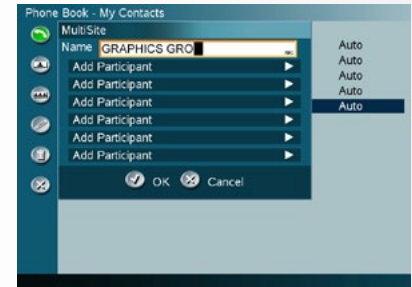 Phone Book - My Contacts
MultiSite
Name GRAPHICS GRO
Add Participant
Add Participant
Add Participant
Add Participant
Add Participant
Add Participant
OK Cancel
Auto
Auto
Auto
Auto
Auto